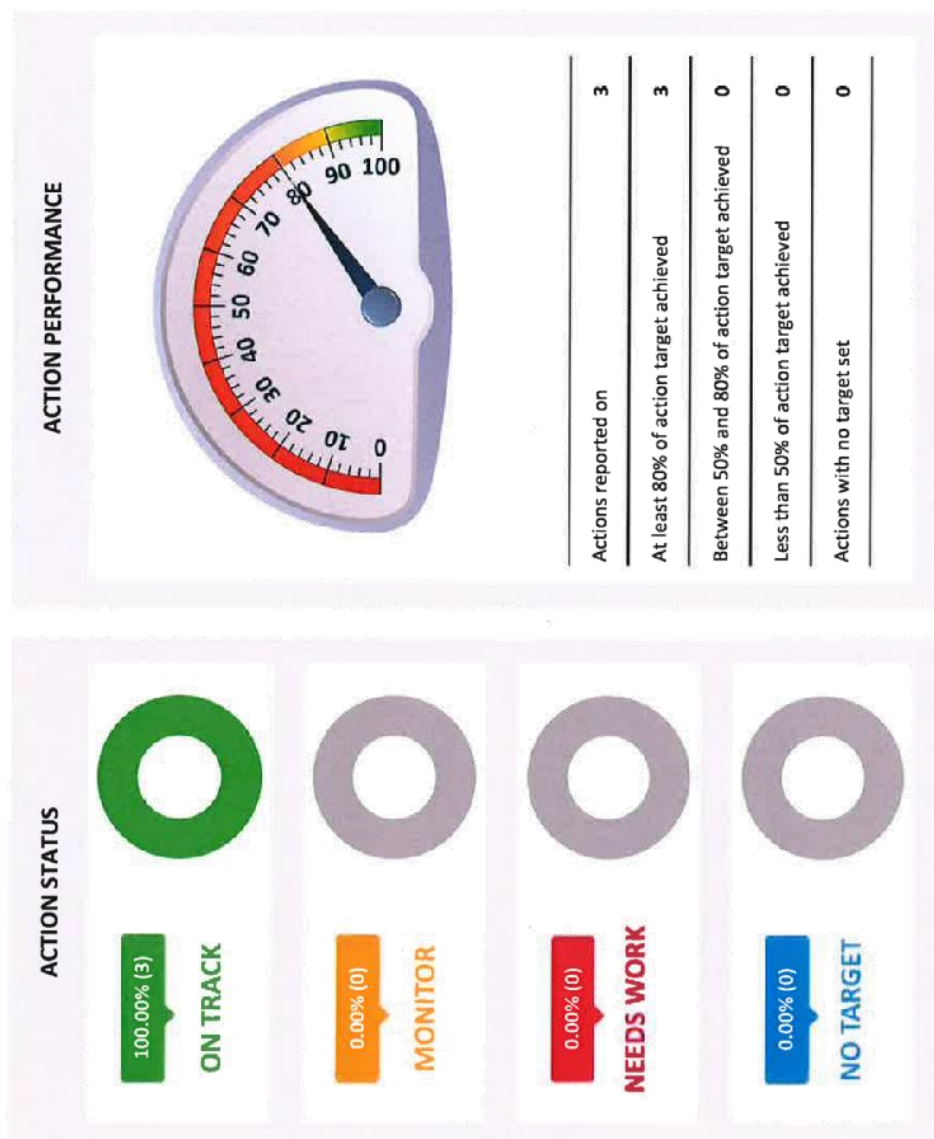 ACTION STATUS
100.00% (3)
ON TRACK
0.00% (0)
MONITOR
0.00% (0)
NEEDS WORK
0.00% (0)
NO TARGET
ACTION PERFORMANCE
0
10
20
30
40
50
60
70
80
90
100
Actions reported on 3
At least 80% of action target achieved 3
Between 50% and 80% of action target achieved 0
Less than 50% of action target achieved 0
Actions with no target set 0